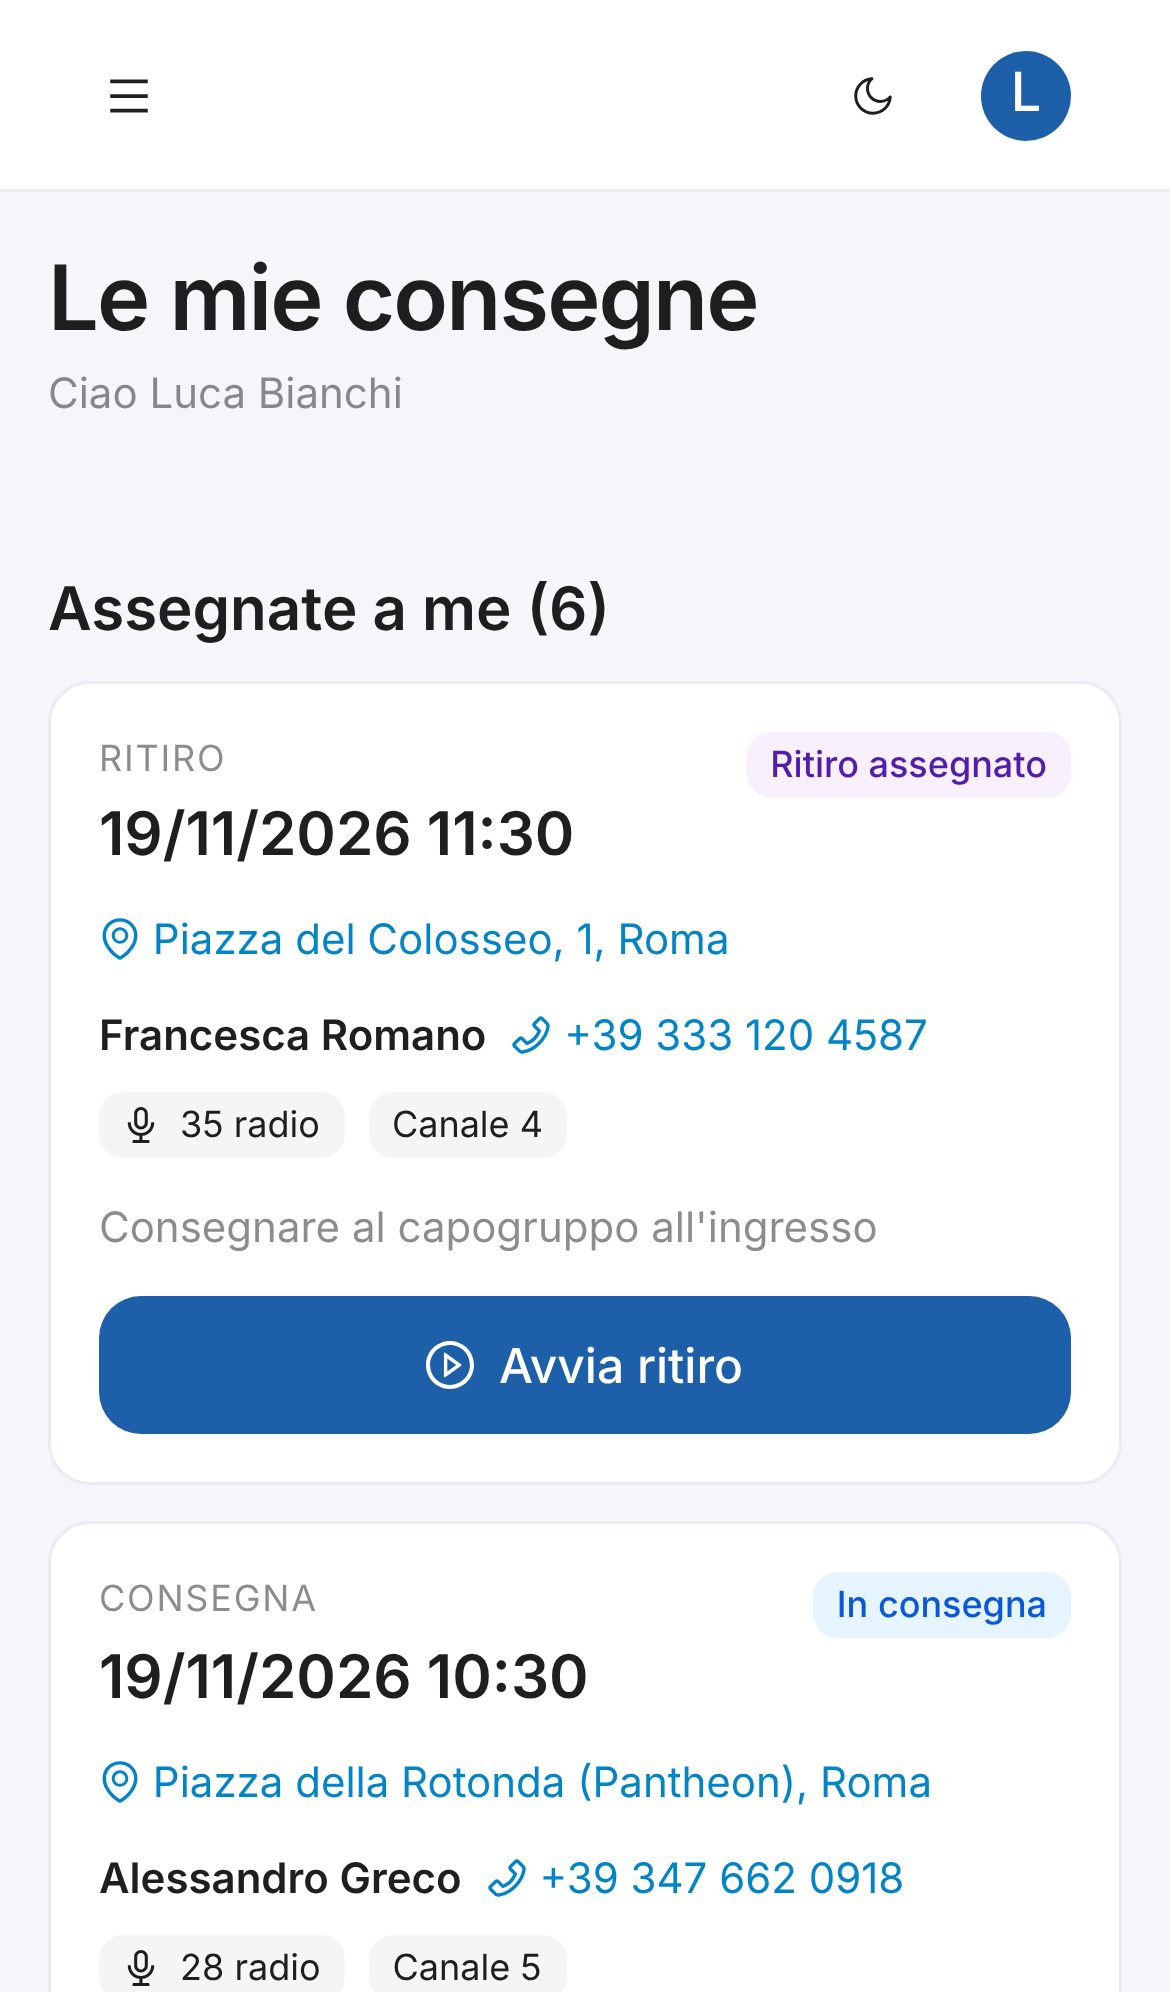 L
Le mie consegne
Ciao Luca Bianchi
Assegnate a me (6)
RITIRO
Ritiro assegnato
19/11/2026 11:30
Piazza del Colosseo, 1, Roma
Francesca Romano +39 333 120 4587
35 radio Canale 4
Consegnare al capogruppo all'ingresso
Avvia ritiro
CONSEGNA
In consegna
19/11/2026 10:30
Piazza della Rotonda (Pantheon), Roma
Alessandro Greco +39 347 662 0918
28 radio Canale 5